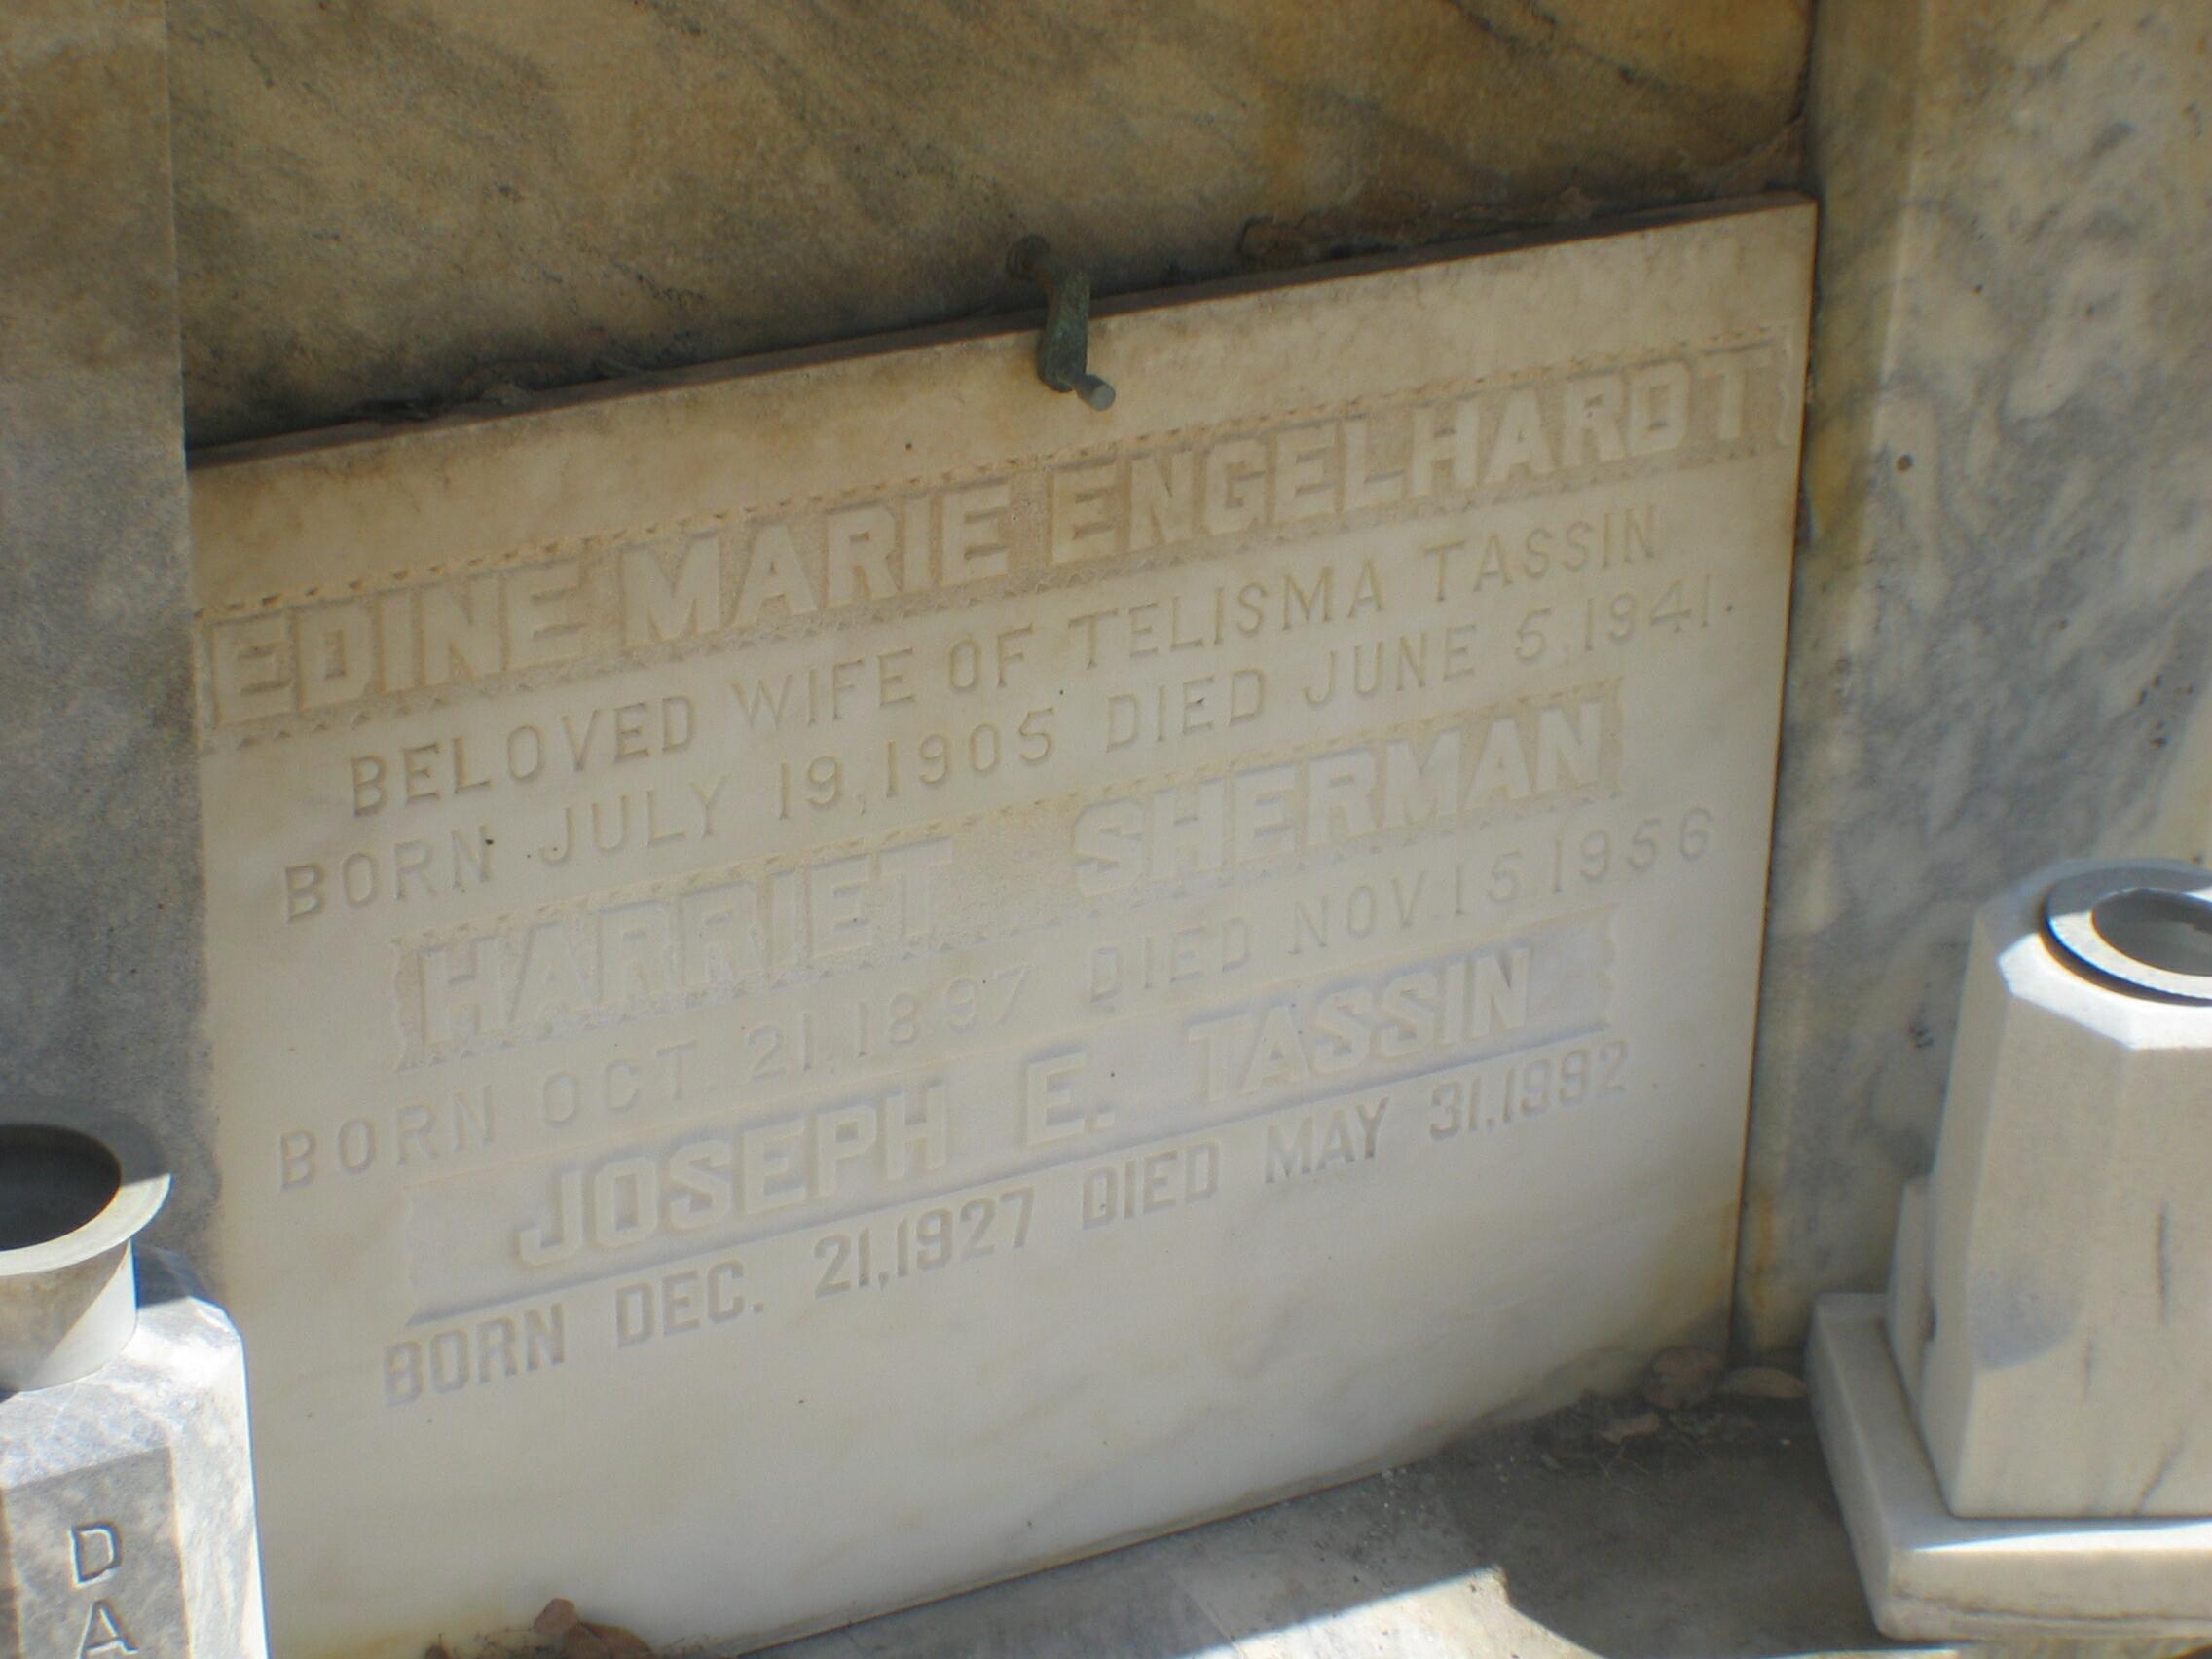 EDINE MARIE ENGELHARDT
BELOVED WIFE OF TELISMA TASSIN
BORN JULY 19,1905 DIED JUNE 5,1941.
HARRIET SHERMAN
BORN OCT. 21,1897 DIED NOV 15 1956
JOSEPH E. TASSIN
BORN DEC. 21,1927 DIED MAY 31,1992
D
A